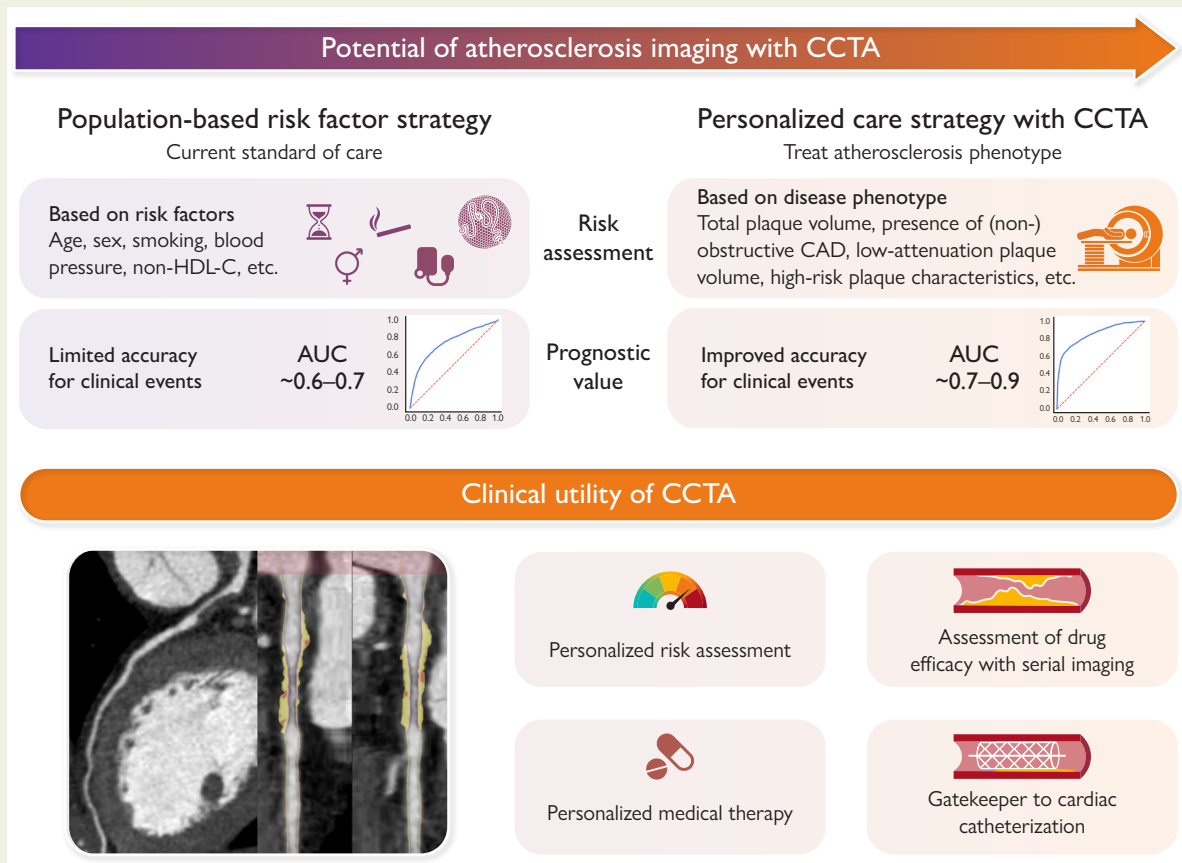 Potential of atherosclerosis imaging with CCTA
Population-based risk factor strategy
Current standard of care
Personalized care strategy with CCTA
Treat atherosclerosis phenotype
Based on risk factors
Age, sex, smoking, blood
pressure, non-HDL-C, etc.
Risk
assessment
Based on disease phenotype
Total plaque volume, presence of (non-)
obstructive CAD, low-attenuation plaque
volume, high-risk plaque characteristics, etc.
Limited accuracy
for clinical events
AUC
~0.6–0.7
1.0
0.8
0.6
0.4
0.2
0.0
0.0 0.2 0.4 0.6 0.8 1.0
Prognostic
value
Improved accuracy
for clinical events
AUC
~0.7–0.9
1.0
0.8
0.6
0.4
0.2
0.0
0.0 0.2 0.4 0.6 0.8 1.0
Clinical utility of CCTA
Personalized risk assessment
Assessment of drug
efficacy with serial imaging
Personalized medical therapy
Gatekeeper to cardiac
catheterization